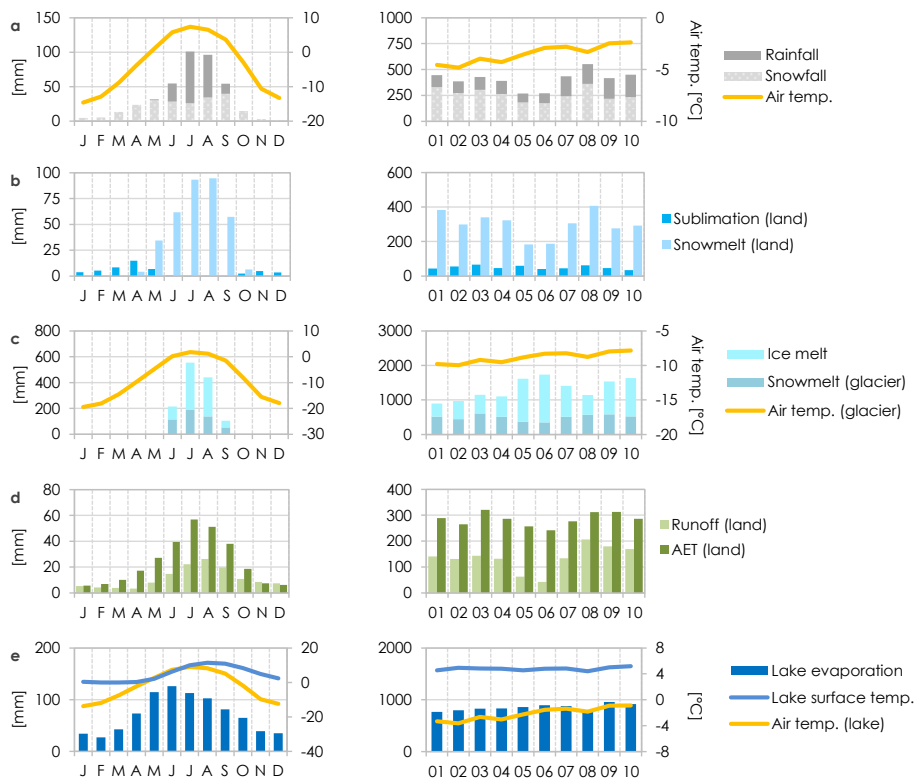 a
150
100
50
0
[mm]
10
0
-10
-20
J F M A M J J A S O N D
1000
750
500
250
0
0
-5
-10
Air temp. [°C]
01 02 03 04 05 06 07 08 09 10
Rainfall
Snowfall
Air temp.
b
100
75
50
25
0
[mm]
J F M A M J J A S O N D
600
400
200
0
01 02 03 04 05 06 07 08 09 10
Sublimation (land)
Snowmelt (land)
c
800
600
400
200
0
[mm]
10
0
-10
-20
-30
J F M A M J J A S O N D
3000
2000
1000
0
-5
-10
-15
-20
Air temp. [°C]
01 02 03 04 05 06 07 08 09 10
Ice melt
Snowmelt (glacier)
Air temp. (glacier)
d
80
60
40
20
0
[mm]
J F M A M J J A S O N D
400
300
200
100
0
01 02 03 04 05 06 07 08 09 10
Runoff (land)
AET (land)
e
200
100
0
[mm]
20
0
-20
-40
J F M A M J J A S O N D
2000
1000
0
8
4
0
-4
-8
[°C]
01 02 03 04 05 06 07 08 09 10
Lake evaporation
Lake surface temp.
Air temp. (lake)